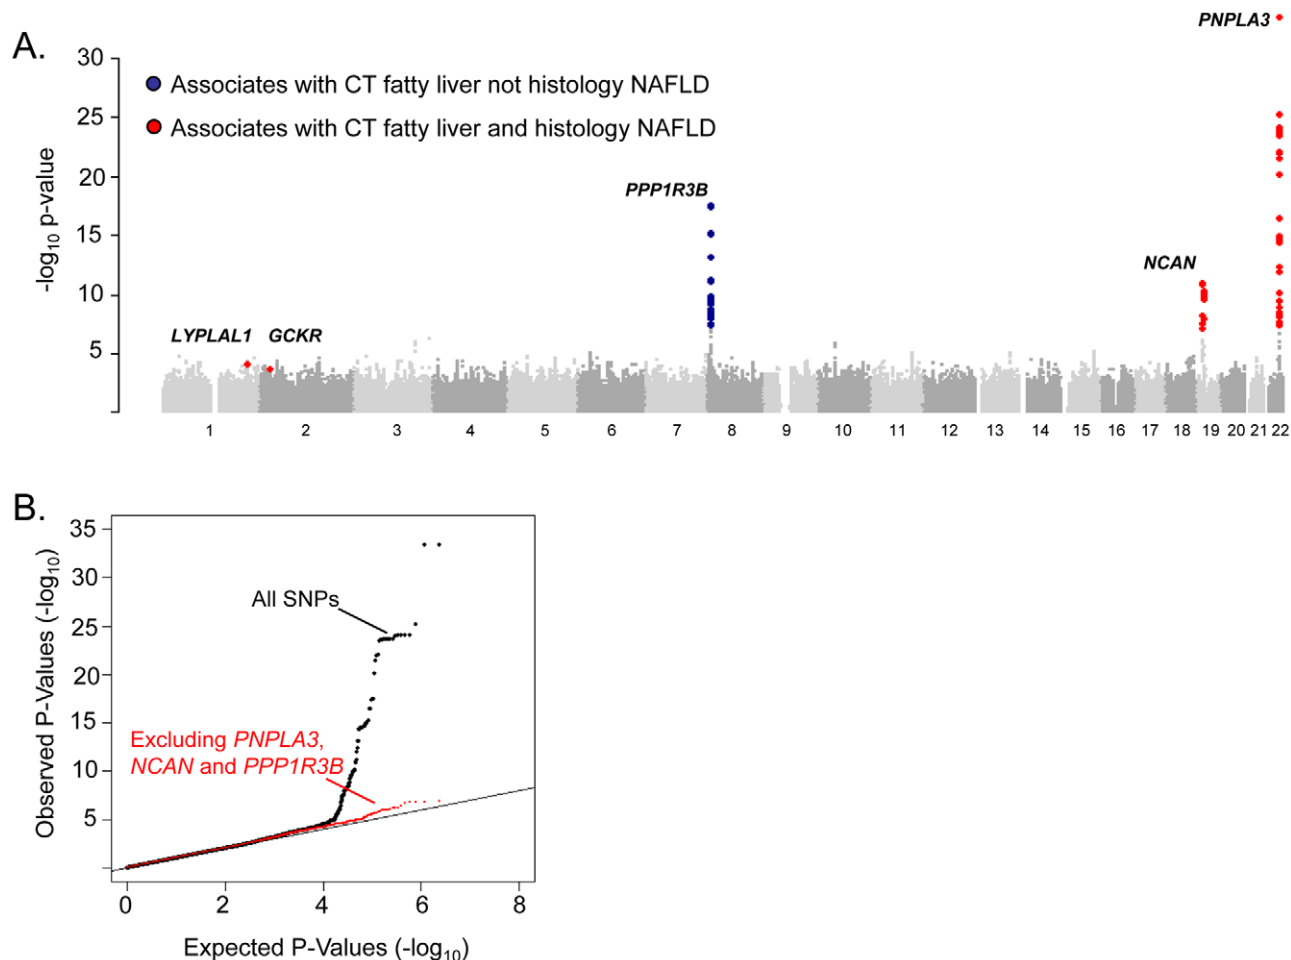 A.
PNPLA3
30
Associates with CT fatty liver not histology NAFLD
25
Associates with CT fatty liver and histology NAFLD
20
PPP1R3B
-log10 p-value
15
NCAN
10
LYPLAL1 GCKR
5
1 2 3 4 5 6 7 8 9 10 11 12 13 14 15 16 17 18 19 20 21 22
B.
35
30
All SNPs
25
20
Observed P-Values (-log10)
15
Excluding PNPLA3,
NCAN and PPP1R3B
10
5
0 2 4 6 8
Expected P-Values (-log10)